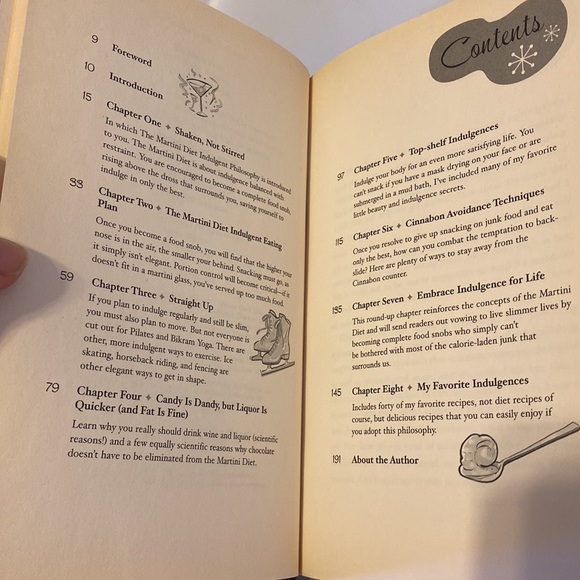 9 Foreword
10 Introduction
15 Chapter One + Shaken, Not Stirred
In which The Martini Diet Indulgent Philosophy is introduced
to you. The Martini Diet is about indulgence balanced with
restraint. You are encouraged to become a complete food snob,
rising above the dross that surrounds you, saving yourself to
indulge in only the best.
33 Chapter Two + The Martini Diet Indulgent Eating
Plan
Once you become a food snob, you will find that the higher your
nose is in the air, the smaller your behind. Snacking must go, as
it simply isn't elegant. Portion control will become critical—if it
doesn't fit in a martini glass, you've served up too much food.
59 Chapter Three + Straight Up
If you plan to indulge regularly and still be slim,
you must also plan to move. But not everyone is
cut out for Pilates and Bikram Yoga. There are
other, more indulgent ways to exercise. Ice
skating, horseback riding, and fencing are
other elegant ways to get in shape.
79 Chapter Four + Candy Is Dandy, but Liquor Is
Quicker (and Fat Is Fine)
Learn why you really should drink wine and liquor (scientific
reasons!) and a few equally scientific reasons why chocolate
doesn't have to be eliminated from the Martini Diet.
Contents
97 Chapter Five + Top-shelf Indulgences
Indulge your body for an even more satisfying life. You
can't snack if you have a mask drying on your face or are
submerged in a mud bath, I've included many of my favorite
little beauty and indulgence secrets.
115 Chapter Six + Cinnabon Avoidance Techniques
Once you resolve to give up snacking on junk food and eat
only the best, how can you combat the temptation to back-
slide? Here are plenty of ways to stay away from the
Cinnabon counter.
135 Chapter Seven + Embrace Indulgence for Life
This round-up chapter reinforces the concepts of the Martini
Diet and will send readers out vowing to live slimmer lives by
becoming complete food snobs who simply can't
be bothered with most of the calorie-laden junk that
surrounds us.
145 Chapter Eight + My Favorite Indulgences
Includes forty of my favorite recipes, not diet recipes of
course, but delicious recipes that you can easily enjoy if
you adopt this philosophy.
191 About the Author